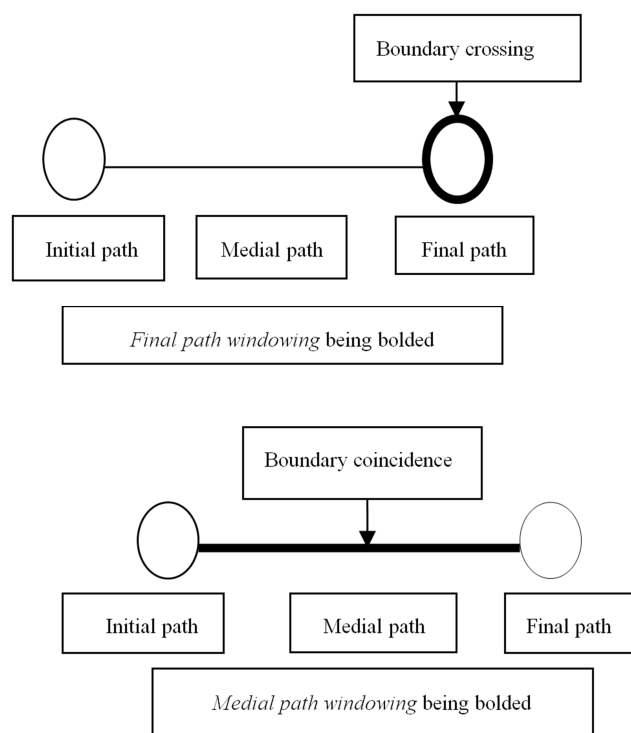 Boundary crossing
Initial path
Medial path
Final path
Final path windowing being bolded
Boundary coincidence
Initial path
Medial path
Final path
Medial path windowing being bolded